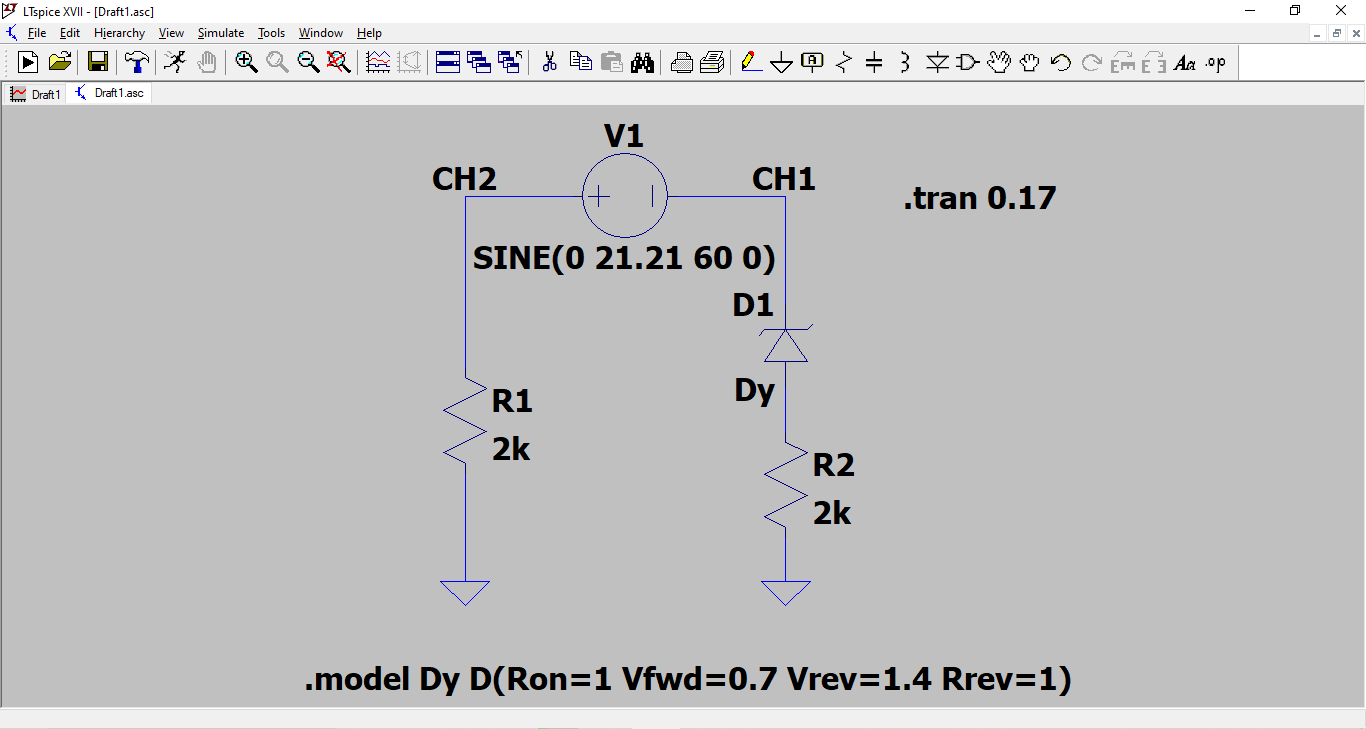 LTspice XVII - [Draft1.asc]
File Edit Hierarchy View Simulate Tools Window Help
Aa .op
Draft1 Draft1.asc
V1
CH2 CH1
.tran 0.17
SINE(0 21.21 60 0)
D1
Dy
R1
2k
R2
2k
.model Dy D(Ron=1 Vfwd=0.7 Vrev=1.4 Rrev=1)